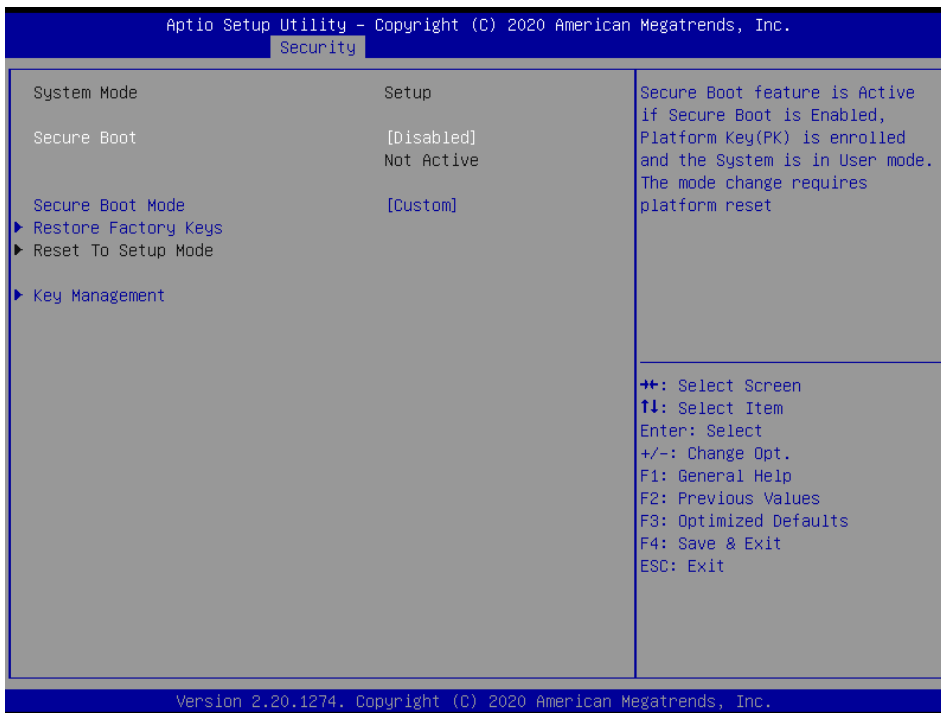 Aptio Setup Utility – Copyright (C) 2020 American Megatrends, Inc.
Security
System Mode Setup
Secure Boot [Disabled]
Not Active
Secure Boot Mode [Custom]
Restore Factory Keys
Reset To Setup Mode
Key Management
Secure Boot feature is Active
if Secure Boot is Enabled,
Platform Key(PK) is enrolled
and the System is in User mode.
The mode change requires
platform reset
→←: Select Screen
↑↓: Select Item
Enter: Select
+/-: Change Opt.
F1: General Help
F2: Previous Values
F3: Optimized Defaults
F4: Save & Exit
ESC: Exit
Version 2.20.1274. Copyright (C) 2020 American Megatrends, Inc.